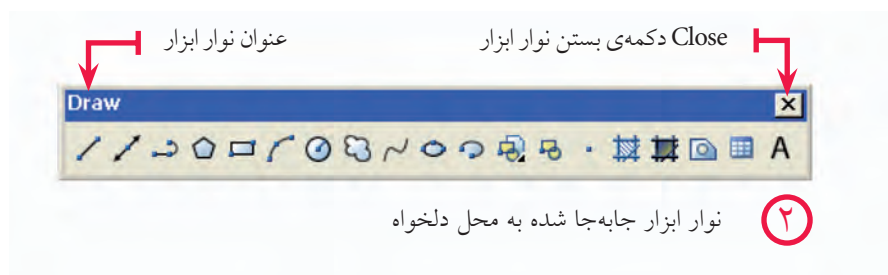 Close دکمه‌ی بستن نوار ابزار
عنوان نوار ابزار
Draw
A
۲ نوار ابزار جابه‌جا شده به محل دلخواه